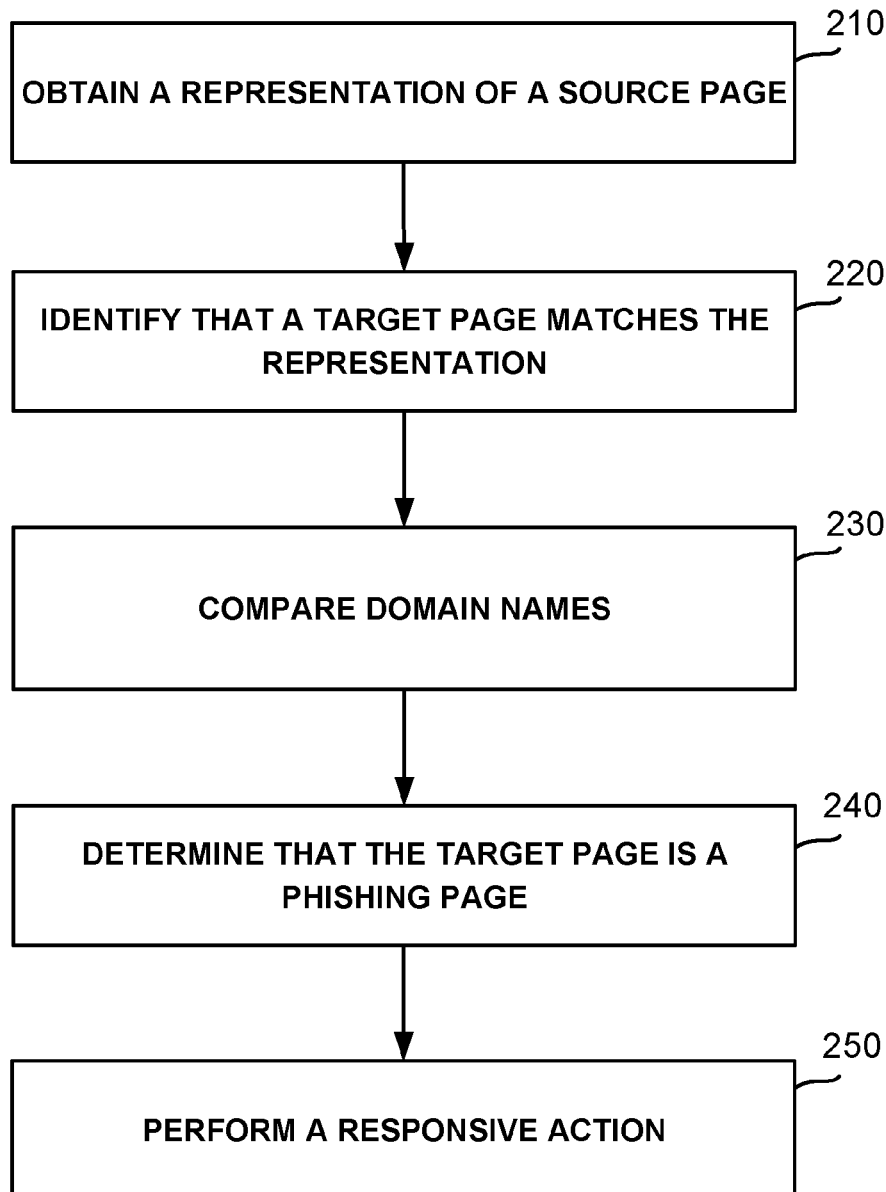 210
OBTAIN A REPRESENTATION OF A SOURCE PAGE
220
IDENTIFY THAT A TARGET PAGE MATCHES THE
REPRESENTATION
230
COMPARE DOMAIN NAMES
240
DETERMINE THAT THE TARGET PAGE IS A
PHISHING PAGE
250
PERFORM A RESPONSIVE ACTION